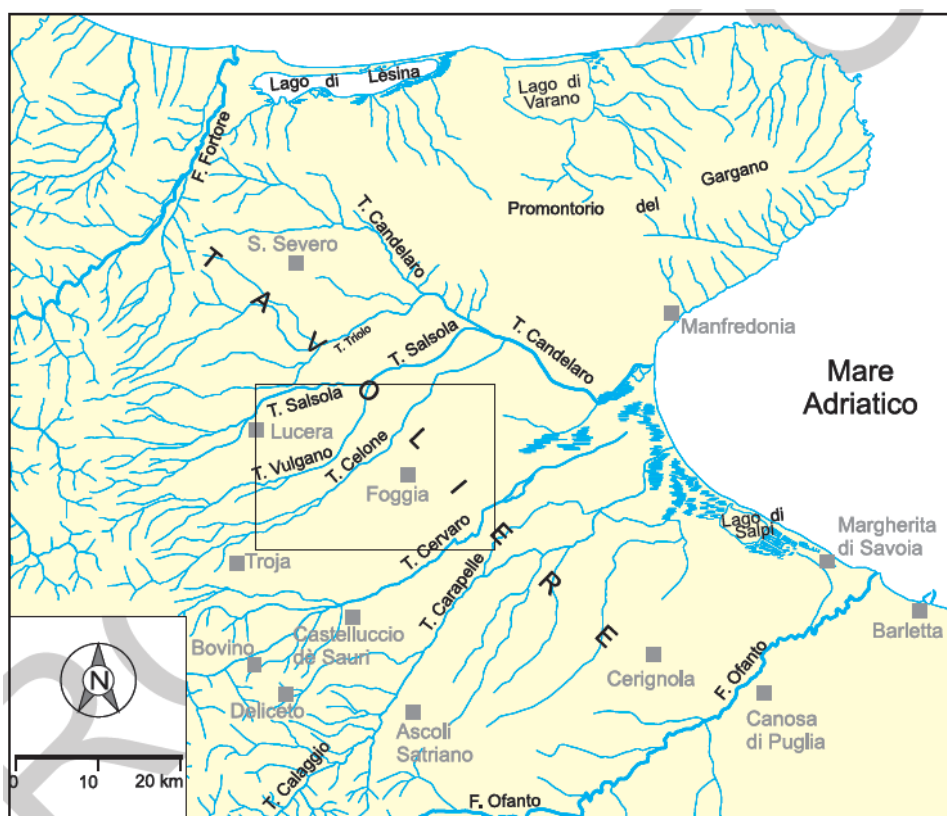 Lago di Lesina
Lago di
Varano
F. Fortore
Gargano
Promontorio del
T. Candelaro
S. Severo
TAVOLIERE
T. Triolo
T. Salsola
T. Candelaro
Manfredonia
Mare
Adriatico
T. Salsola
Lucera
T. Vulgano
T. Celone
Foggia
T. Cervaro
Troja
T. Carapelle
Lago di
Salpi
Margherita
di Savoia
Barletta
Castelluccio
dè Sauri
Bovino
Deliceto
Cerignola
F. Ofanto
Canosa
di Puglia
Ascoli
Satriano
T. Calaggio
F. Ofanto
N
0 10 20 km